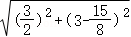 √((3/2)² + (3-15/8)²)